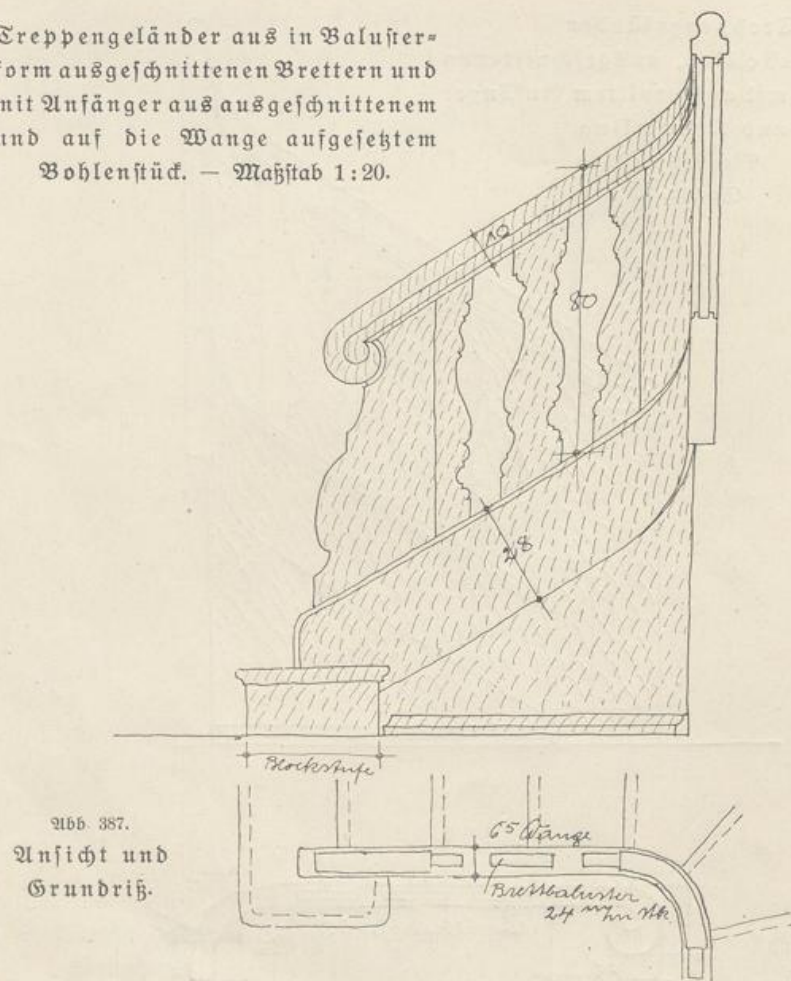 Treppengeländer aus in Baluster-
form ausgeschnittenen Brettern und
mit Anfänger aus ausgeschnittenem
und auf die Wange aufgesetztem
Bohlenstück. — Maßstab 1:20.
10
80
28
Blockstufe
Abb. 387.
Ansicht und
Grundriß.
65 Wange
Brettbaluster
24 mm stk.